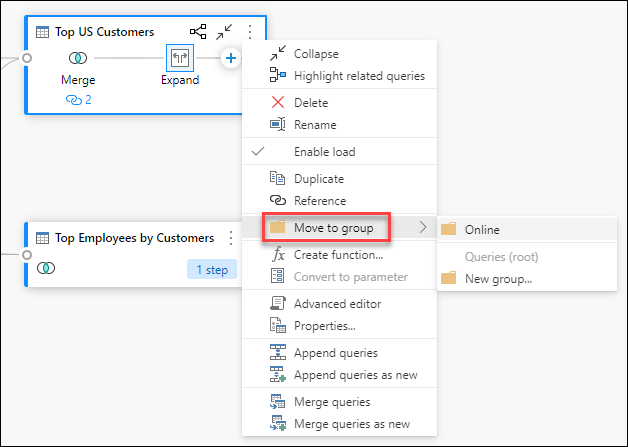 Top US Customers
Merge
Expand
2
Top Employees by Customers
1 step
Collapse
Highlight related queries
Delete
Rename
Enable load
Duplicate
Reference
Move to group
Create function...
Convert to parameter
Advanced editor
Properties...
Append queries
Append queries as new
Merge queries
Merge queries as new
Online
Queries (root)
New group...